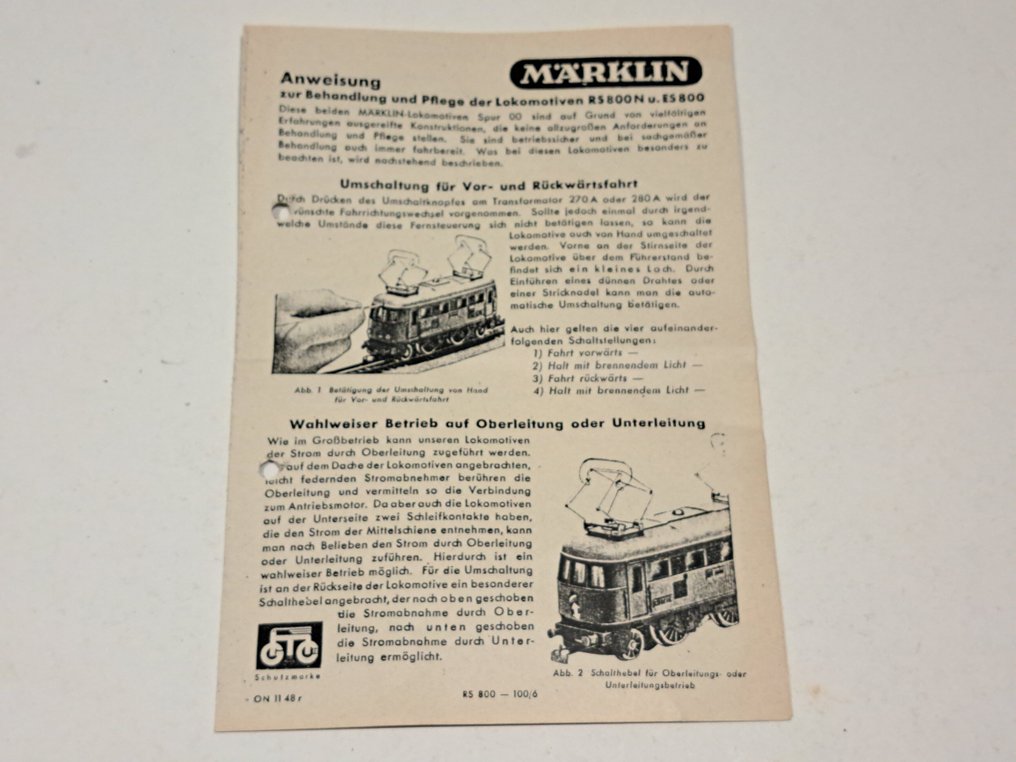 Anweisung
MÄRKLIN
zur Behandlung und Pflege der Lokomotiven RS 800 N u. ES 800
Diese beiden MÄRKLIN-Lokomotiven Spur 00 sind auf Grund von vielfältigen
Erfahrungen ausgereifte Konstruktionen, die keine allzugroßen Anforderungen an
Behandlung und Pflege stellen. Sie sind betriebssicher und bei sachgemäßer
Behandlung auch immer fahrbereit. Was bei diesen Lokomotiven besonders zu
beachten ist, wird nachstehend beschrieben.
Umschaltung für Vor- und Rückwärtsfahrt
Durch Drücken des Umschaltknopfes am Transformator 270 A oder 280 A wird der
wünschte Fahrrichtungswechsel vorgenommen. Sollte jedoch einmal durch irgend-
welche Umstände diese Fernsteuerung sich nicht betätigen lassen, so kann die
Lokomotive auch von Hand umgeschaltet
werden. Vorne an der Stirnseite der
Lokomotive über dem Führerstand be-
findet sich ein kleines Loch. Durch
Einführen eines dünnen Drahtes oder
einer Stricknadel kann man die auto-
matische Umschaltung betätigen.
Auch hier gelten die vier aufeinander-
folgenden Schaltstellungen:
1) Fahrt vorwärts —
2) Halt mit brennendem Licht —
3) Fahrt rückwärts —
4) Halt mit brennendem Licht —
Abb. 1 Betätigung der Umschaltung von Hand
für Vor- und Rückwärtsfahrt
Wahlweiser Betrieb auf Oberleitung oder Unterleitung
Wie im Großbetrieb kann unseren Lokomotiven
der Strom durch Oberleitung zugeführt werden.
auf dem Dache der Lokomotiven angebrachten,
leicht federnden Stromabnehmer berühren die
Oberleitung und vermitteln so die Verbindung
zum Antriebsmotor. Da aber auch die Lokomotiven
auf der Unterseite zwei Schleifkontakte haben,
die den Strom der Mittelschiene entnehmen, kann
man nach Belieben den Strom durch Oberleitung
oder Unterleitung zuführen. Hierdurch ist ein
wahlweiser Betrieb möglich. Für die Umschaltung
ist an der Rückseite der Lokomotive ein besonderer
Schalthebel angebracht, der nach oben geschoben
die Stromabnahme durch Ober-
leitung, nach unten geschoben
die Stromabnahme durch Unter-
leitung ermöglicht.
Schutzmarke
Abb. 2 Schalthebel für Oberleitungs- oder
Unterleitungsbetrieb
ON 11 48 r
RS 800 — 100/6